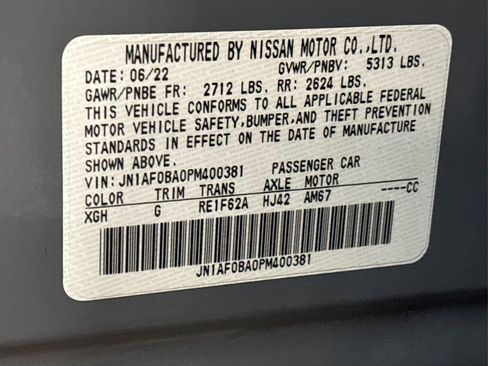 MANUFACTURED BY NISSAN MOTOR CO.,LTD.
DATE: 06/22 GVWR/PNBV: 5313 LBS.
GAWR/PNBE FR: 2712 LBS. RR: 2624 LBS.
THIS VEHICLE CONFORMS TO ALL APPLICABLE FEDERAL
MOTOR VEHICLE SAFETY, BUMPER, AND THEFT PREVENTION
STANDARDS IN EFFECT ON THE DATE OF MANUFACTURE
SHOWN ABOVE.
VIN: JN1AF0BA0PM400381 PASSENGER CAR
COLOR TRIM TRANS AXLE MOTOR ----CC
XGH G RE1F62A HJ42 AM67
JN1AF0BA0PM400381